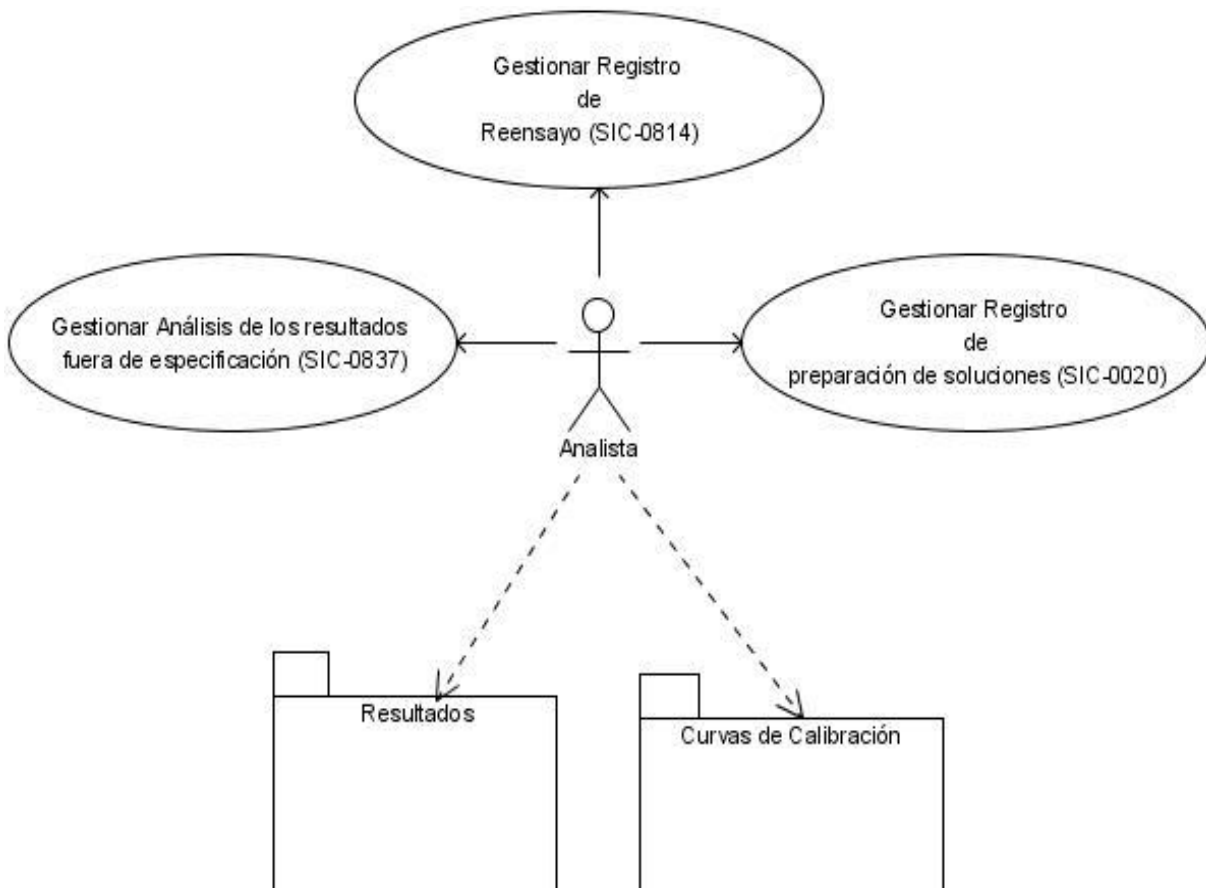 Gestionar Registro
de
Reensayo (SIC-0814)
Gestionar Análisis de los resultados
fuera de especificación (SIC-0837)
Gestionar Registro
de
preparación de soluciones (SIC-0020)
Analista
Resultados
Curvas de Calibración